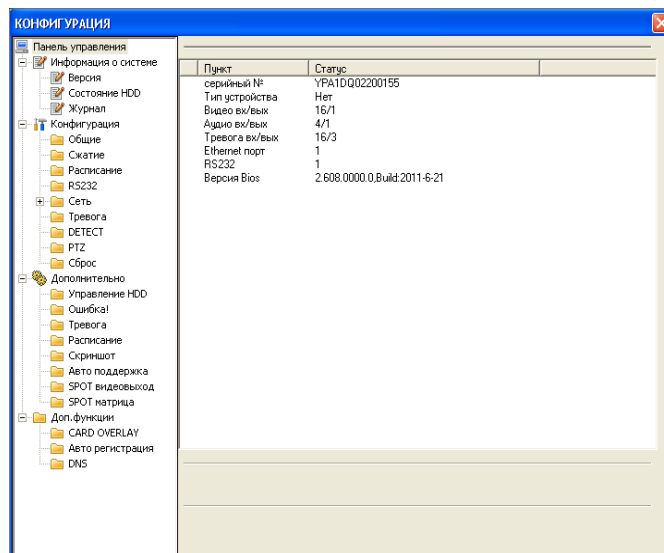 КОНФИГУРАЦИЯ
Панель управления
Информация о системе
Версия
Состояние HDD
Журнал
Конфигурация
Общие
Сжатие
Расписание
RS232
Сеть
Тревога
DETECT
PTZ
Сброс
Дополнительно
Управление HDD
Ошибка!
Тревога
Расписание
Скриншот
Авто поддержка
SPOT видеовыход
SPOT матрица
Доп.функции
CARD OVERLAY
Авто регистрация
DNS
Пункт Статус
серийный № YPA1DQ02200155
Тип устройства Нет
Видео вх/вых 16/1
Аудио вх/вых 4/1
Тревога вх/вых 16/3
Ethernet порт 1
RS232 1
Версия Bios 2.608.0000.0,Build:2011-6-21